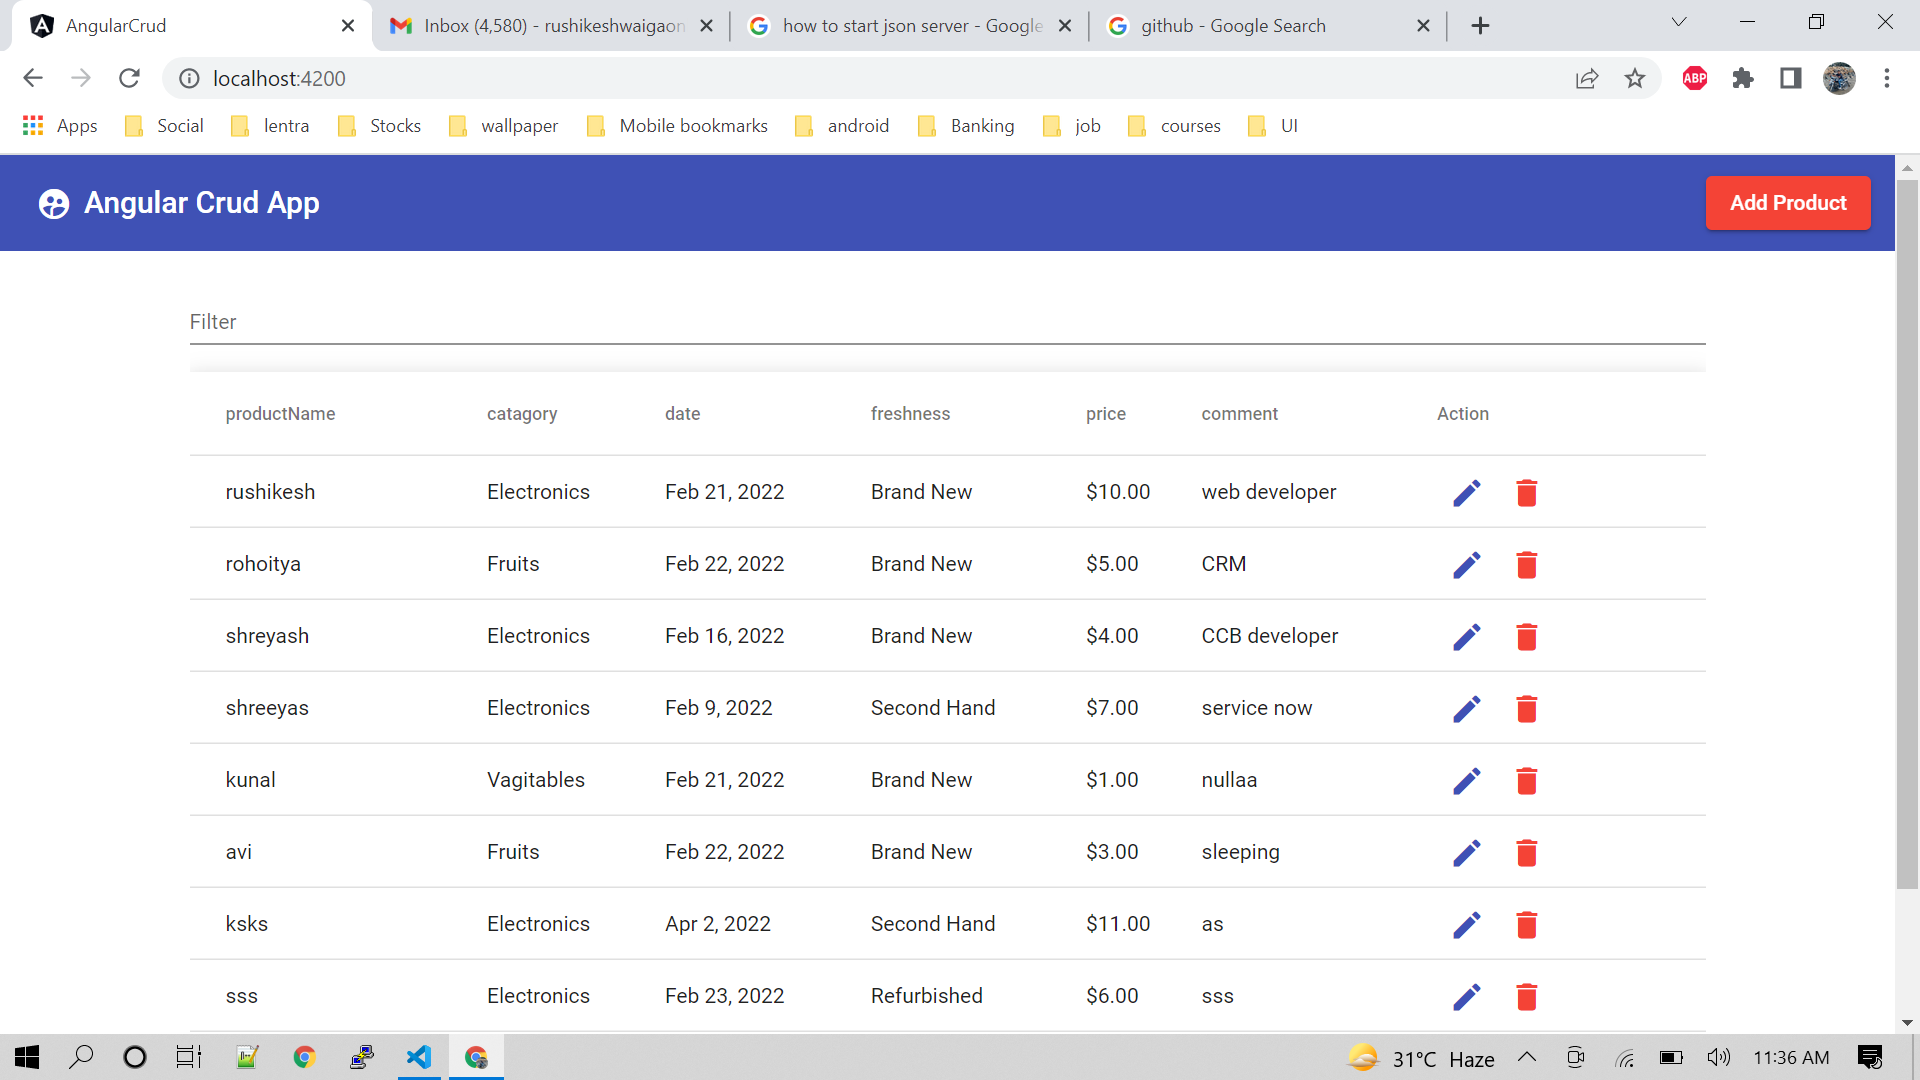 AngularCrud
Inbox (4,580) - rushikeshwaigaon
how to start json server - Google
github - Google Search
localhost:4200
ABP
Apps Social lentra Stocks wallpaper Mobile bookmarks android Banking job courses UI
Angular Crud App
Add Product
Filter
productName catagory date freshness price comment Action
rushikesh Electronics Feb 21, 2022 Brand New $10.00 web developer
rohoitya Fruits Feb 22, 2022 Brand New $5.00 CRM
shreyash Electronics Feb 16, 2022 Brand New $4.00 CCB developer
shreeyas Electronics Feb 9, 2022 Second Hand $7.00 service now
kunal Vagitables Feb 21, 2022 Brand New $1.00 nullaa
avi Fruits Feb 22, 2022 Brand New $3.00 sleeping
ksks Electronics Apr 2, 2022 Second Hand $11.00 as
sss Electronics Feb 23, 2022 Refurbished $6.00 sss
31°C Haze 11:36 AM